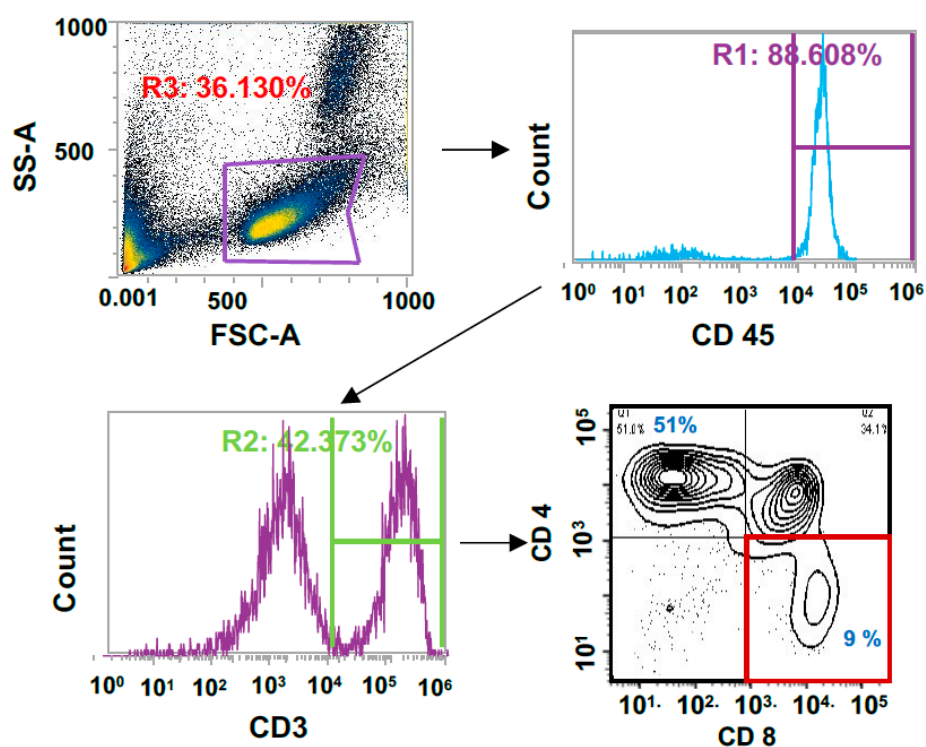 1000
R3: 36.130%
500
SS-A
0.001 500 1000
FSC-A
R1: 88.608%
Count
10⁰ 10¹ 10² 10³ 10⁴ 10⁵ 10⁶
CD 45
R2: 42.373%
Count
10⁰ 10¹ 10² 10³ 10⁴ 10⁵ 10⁶
CD3
Q1
51.0%
51%
Q2
34.1%
10⁵
10³
10¹
CD 4
9 %
10¹· 10²· 10³· 10⁴· 10⁵
CD 8